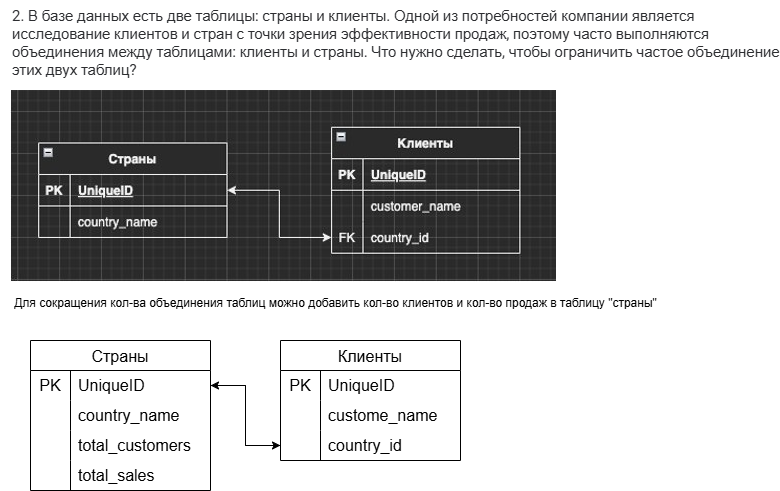 2. В базе данных есть две таблицы: страны и клиенты. Одной из потребностей компании является
исследование клиентов и стран с точки зрения эффективности продаж, поэтому часто выполняются
объединения между таблицами: клиенты и страны. Что нужно сделать, чтобы ограничить частое объединение
этих двух таблиц?
Страны
PK UniqueID
country_name
Клиенты
PK UniqueID
customer_name
FK country_id
Для сокращения кол-ва объединения таблиц можно добавить кол-во клиентов и кол-во продаж в таблицу "страны"
Страны
PK UniqueID
country_name
total_customers
total_sales
Клиенты
PK UniqueID
custome_name
country_id